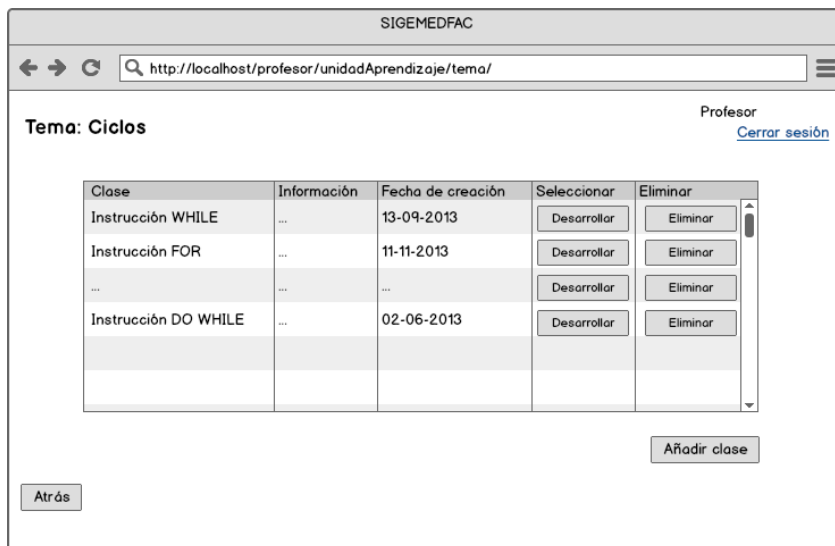 SIGEMEDFAC
http://localhost/profesor/unidadAprendizaje/tema/
Profesor
Tema: Ciclos
Cerrar sesión
Clase Información Fecha de creación Seleccionar Eliminar
Instrucción WHILE ... 13-09-2013 Desarrollar Eliminar
Instrucción FOR ... 11-11-2013 Desarrollar Eliminar
... ... ... Desarrollar Eliminar
Instrucción DO WHILE ... 02-06-2013 Desarrollar Eliminar
Añadir clase
Atrás